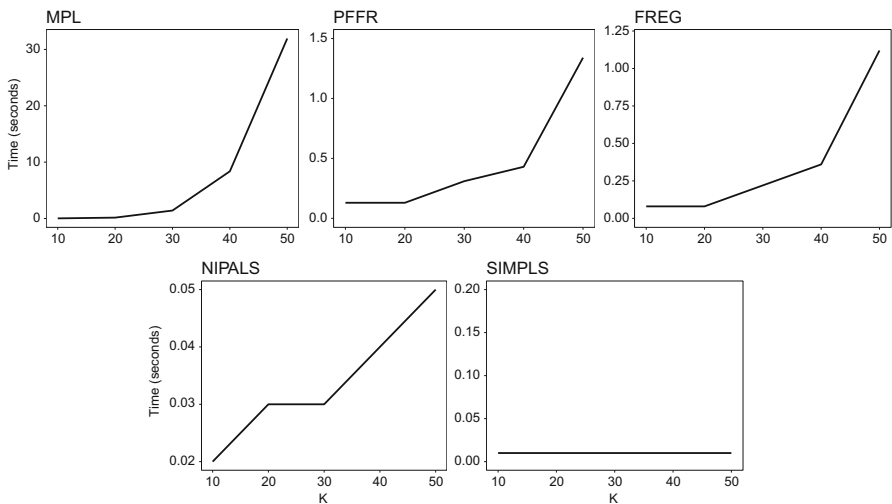 MPL
PFFR
FREG
Time (seconds)
30
20
10
0
10 20 30 40 50
1.5
1.0
0.5
0.0
10 20 30 40 50
1.25
1.00
0.75
0.50
0.25
0.00
10 20 30 40 50
NIPALS
SIMPLS
Time (seconds)
0.05
0.04
0.03
0.02
10 20 30 40 50
K
0.20
0.15
0.10
0.05
0.00
10 20 30 40 50
K